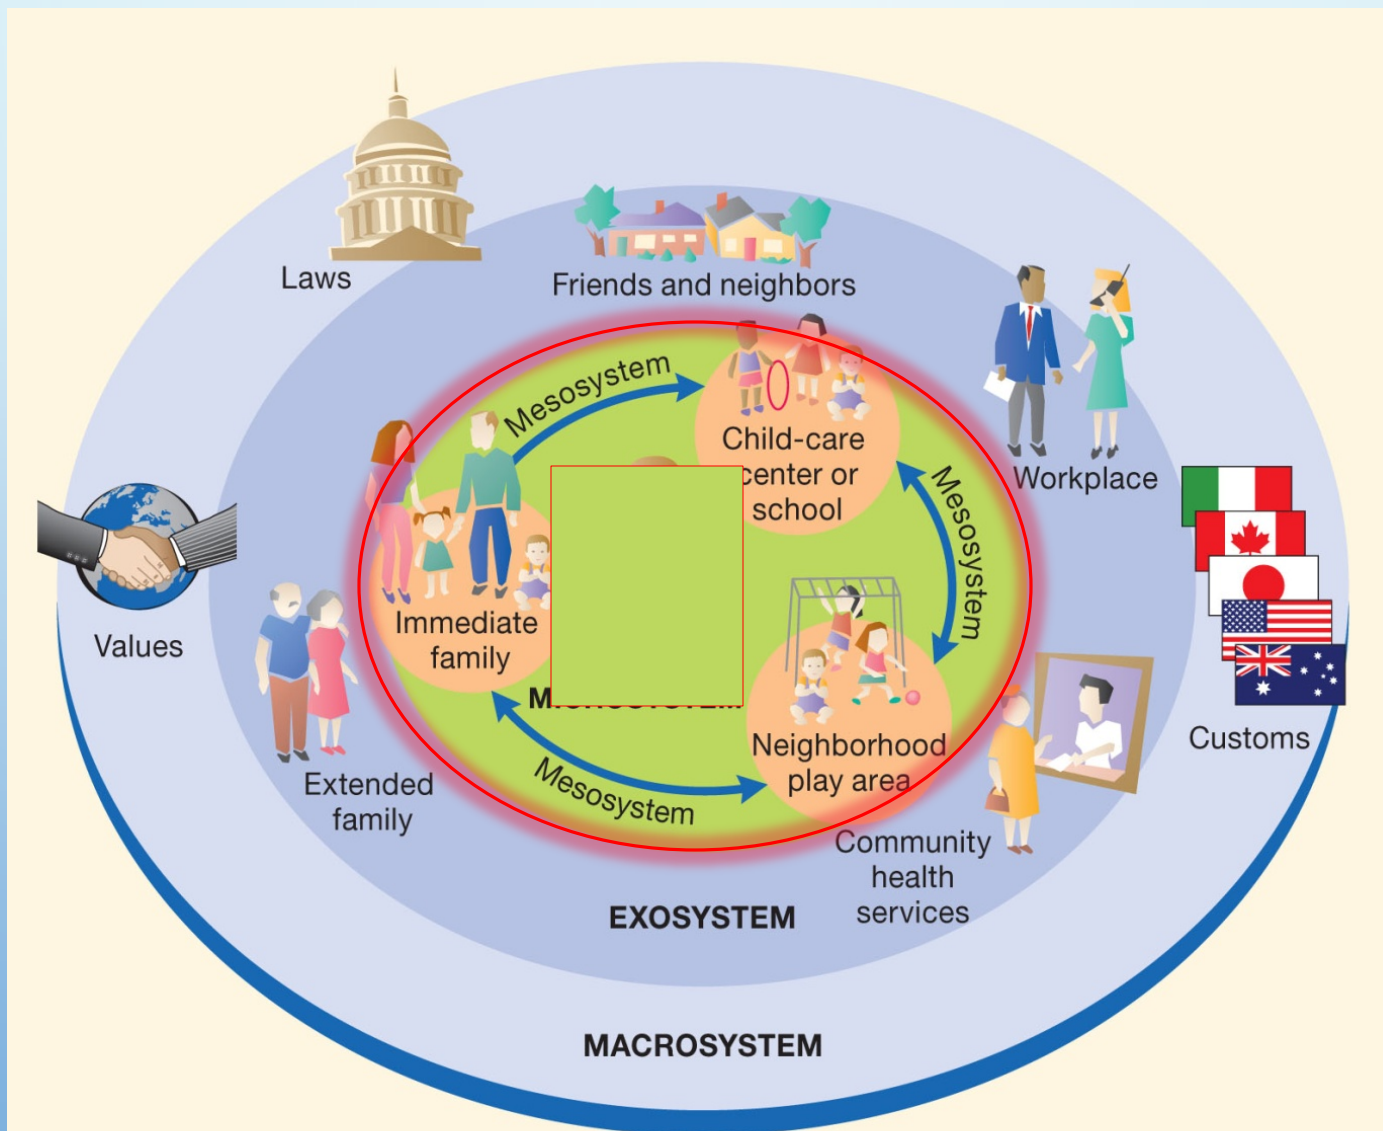 Laws
Friends and neighbors
Mesosystem
Child-care
center or
school
Mesosystem
Workplace
Immediate
family
Values
Customs
Neighborhood
play area
Mesosystem
Extended
family
Community
health
services
EXOSYSTEM
MACROSYSTEM